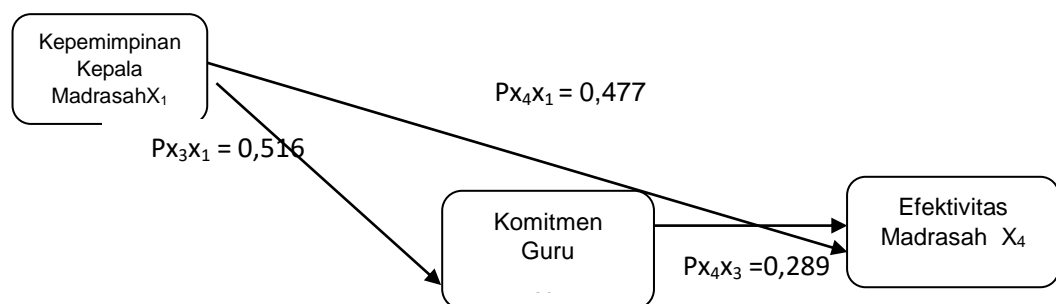 Kepemimpinan
Kepala
MadrasahX₁
Px₄x₁ = 0,477
Px₃x₁ = 0,516
Komitmen
Guru
Efektivitas
Madrasah X₄
Px₄x₃ =0,289